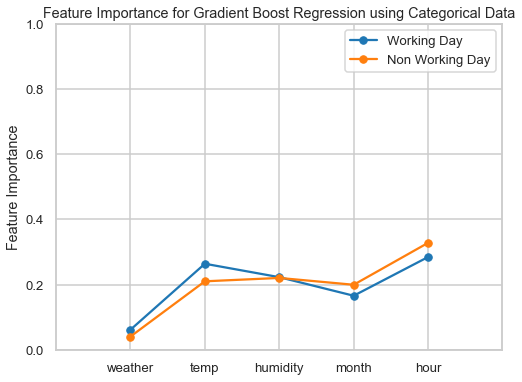 Feature Importance for Gradient Boost Regression using Categorical Data
Working Day
Non Working Day
Feature Importance
1.0
0.8
0.6
0.4
0.2
0.0
weather temp humidity month hour